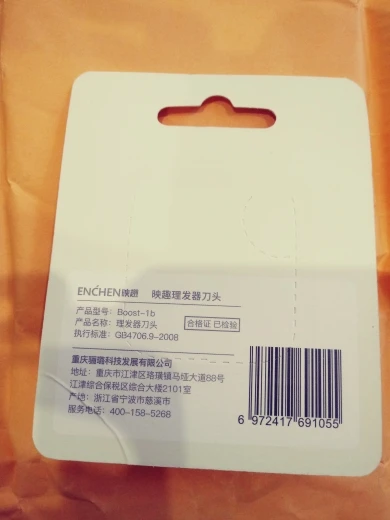 ENCHEN映趣 映趣理发器刀头
产品型号：Boost-1b
产品名称：理发器刀头
执行标准：GB4706.9-2008
合格证 已检验
重庆骊璐科技发展有限公司
地址：重庆市江津区珞璜镇马垭大道88号
江津综合保税区综合大楼2101室
产地：浙江省宁波市慈溪市
服务电话：400-158-5268
6 972417 691055